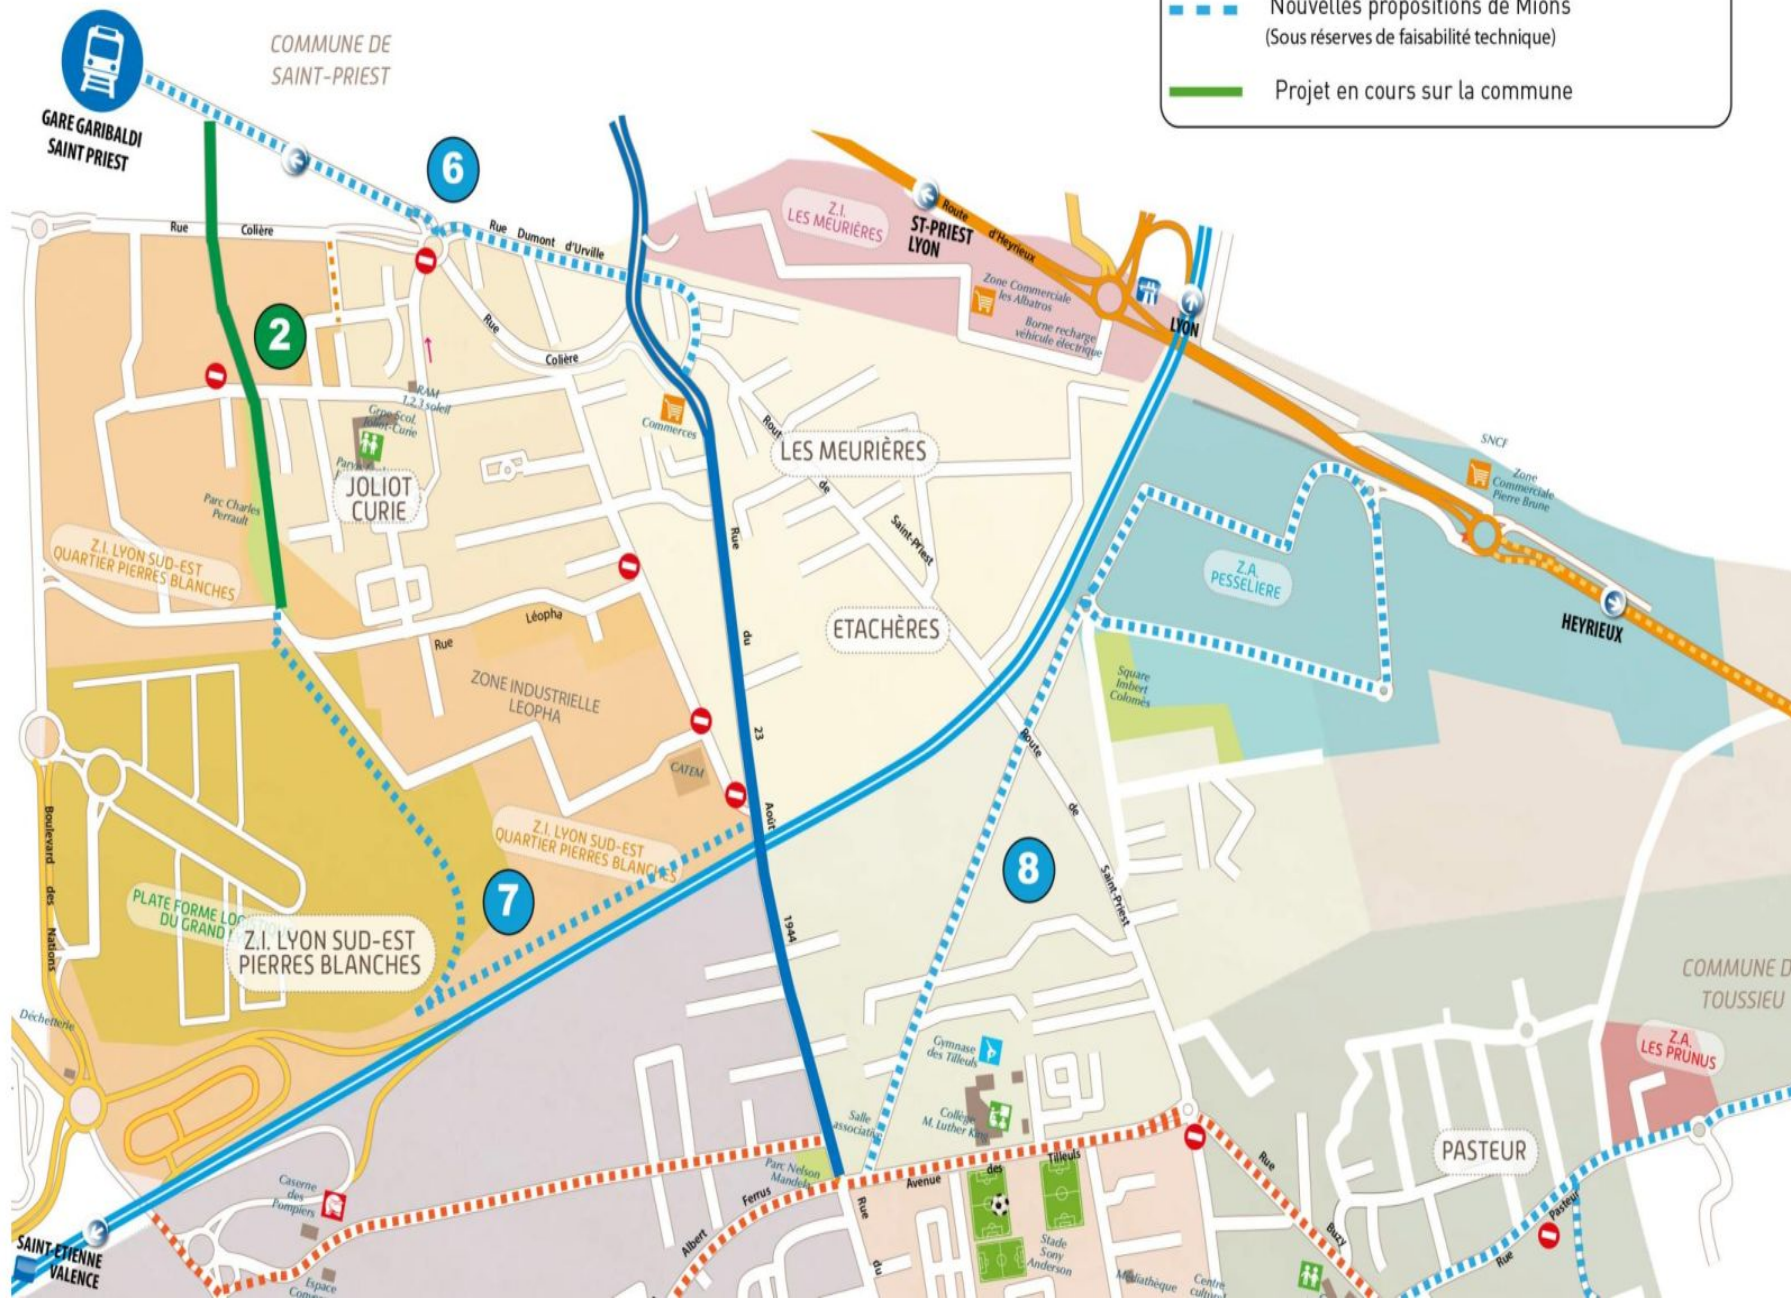 Nouvelles propositions de Mions
(Sous réserves de faisabilité technique)
Projet en cours sur la commune
COMMUNE DE
SAINT-PRIEST
GARE GARIBALDI
SAINT PRIEST
6
Rue Colière
Rue Dumont d'Urville
Z.I.
LES MEURIÈRES
ST-PRIEST
LYON
Route d'Heyrieux
Zone Commerciale
les Albatros
Borne recharge
véhicule électrique
LYON
2
Rue
Colière
RAM
1,2,3 soleil
Grpe Scol.
Joliot-Curie
Commerces
JOLIOT
CURIE
Parc Charles
Perrault
LES MEURIÈRES
Route
de
Saint-Priest
SNCF
Zone
Commerciale
Pierre Brune
Z.I. LYON SUD-EST
QUARTIER PIERRES BLANCHES
Z.A.
PESSELIERE
HEYRIEUX
ETACHÈRES
Rue Léopha
Rue
du
23
Août
1944
ZONE INDUSTRIELLE
LEOPHA
Square
Imbert
Colomès
CATEM
Route
de
Saint-Priest
Z.I. LYON SUD-EST
QUARTIER PIERRES BLANCHES
Boulevard des Nations
7
8
PLATE FORME
DU GRAND
Z.I. LYON SUD-EST
PIERRES BLANCHES
COMMUNE D
TOUSSIEU
Déchetterie
Gymnase
des Tilleuls
Z.A.
LES PRUNUS
Salle
associative
Collège
M. Luther King
PASTEUR
Caserne
des
Pompiers
Parc Nelson
Mandela
Albert Ferrus
Avenue des Tilleuls
Rue
du
Rue
Buzy
Rue Pasteur
Stade
Sony
Anderson
SAINT-ETIENNE
VALENCE
Espace
Médiathèque
Centre